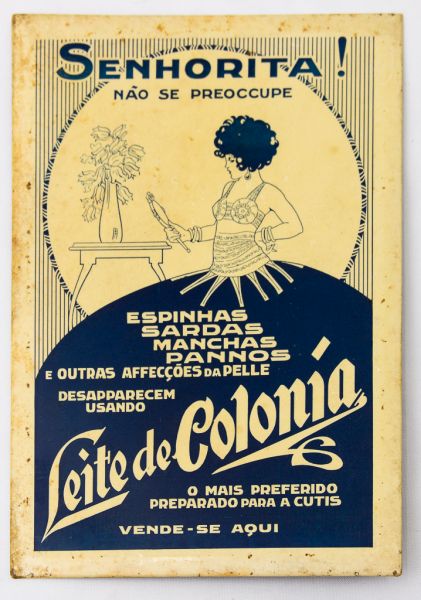 SENHORITA!
NÃO SE PREOCCUPE
ESPINHAS
SARDAS
MANCHAS
PANNOS
E OUTRAS AFFECÇÕES DA PELLE
DESAPPARECEM
USANDO
Leite de Colonia
O MAIS PREFERIDO
PREPARADO PARA A CUTIS
VENDE-SE AQUI